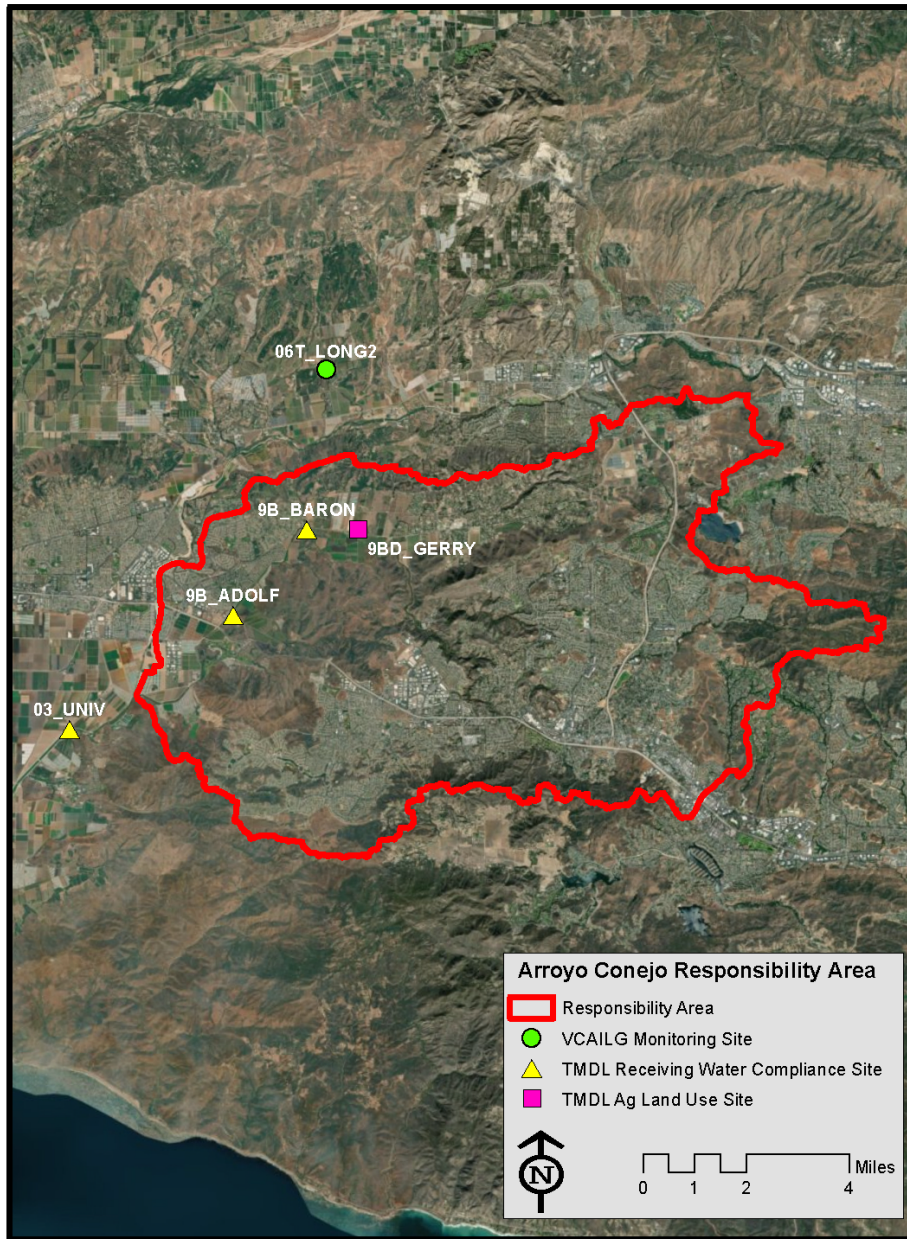 06T_LONG2
9B_BARON
9BD_GERRY
9B_ADOLF
03_UNIV
Arroyo Conejo Responsibility Area
Responsibility Area
VCAILG Monitoring Site
TMDL Receiving Water Compliance Site
TMDL Ag Land Use Site
N
Miles
0 1 2 4